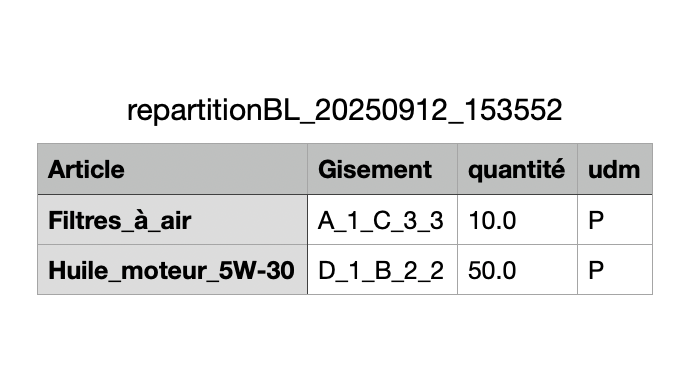 repartitionBL_20250912_153552
Article Gisement quantité udm
Filtres_à_air A_1_C_3_3 10.0 P
Huile_moteur_5W-30 D_1_B_2_2 50.0 P